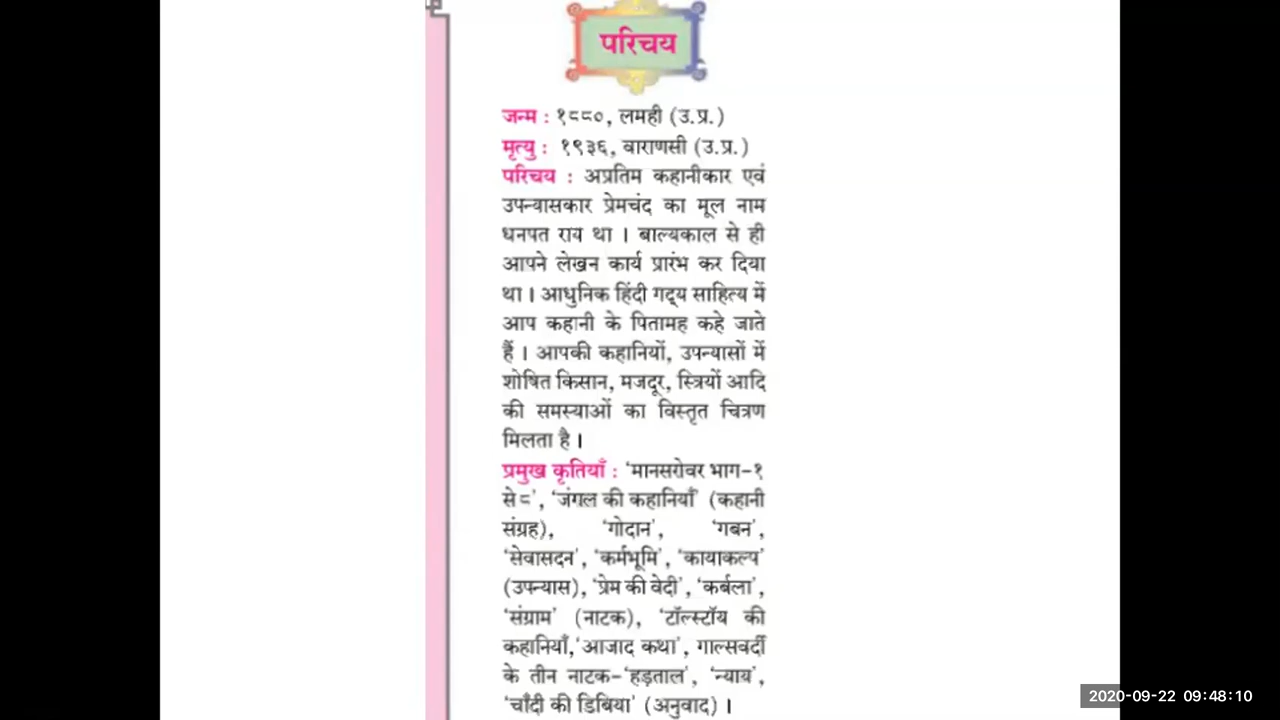 परिचय
जन्म : १८८०, लमही (उ.प्र.)
मृत्यु : १९३६, वाराणसी (उ.प्र.)
परिचय : अप्रतिम कहानीकार एवं
उपन्यासकार प्रेमचंद का मूल नाम
धनपत राय था । बाल्यकाल से ही
आपने लेखन कार्य प्रारंभ कर दिया
था । आधुनिक हिंदी गद्‍य साहित्य में
आप कहानी के पितामह कहे जाते
हैं । आपकी कहानियों, उपन्यासों में
शोषित किसान, मजदूर, स्त्रियों आदि
की समस्याओं का विस्तृत चित्रण
मिलता है ।
प्रमुख कृतियाँ : ‘मानसरोवर भाग-१
से ८’, ‘जंगल की कहानियाँ’ (कहानी
संग्रह), ‘गोदान’, ‘गबन’,
‘सेवासदन’, ‘कर्मभूमि’, ‘कायाकल्प’
(उपन्यास), ‘प्रेम की वेदी’, ‘कर्बला’,
‘संग्राम’ (नाटक), ‘टॉल्स्टॉय की
कहानियाँ,‘आजाद कथा’, गाल्सवर्दी
के तीन नाटक-‘हड़ताल’, ‘न्याय’,
‘चाँदी की डिबिया’ (अनुवाद) ।
2020-09-22 09:48:10